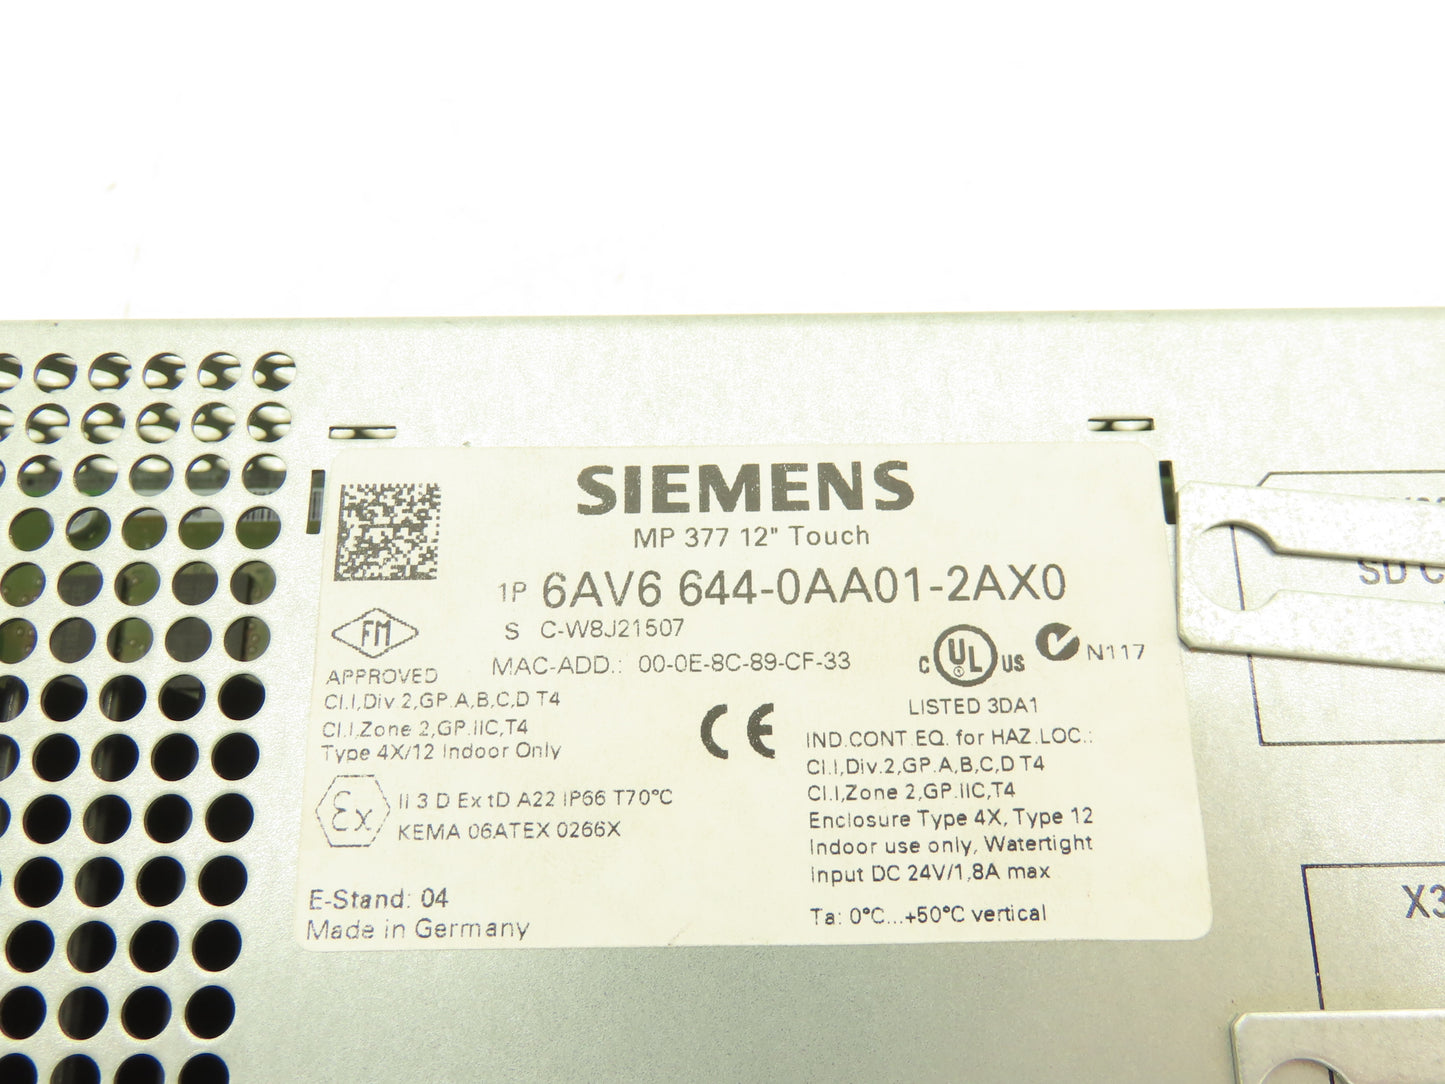 SIEMENS
MP 377 12" Touch
1P 6AV6 644-0AA01-2AX0
S C-W8J21507
MAC-ADD.: 00-0E-8C-89-CF-33
FM
APPROVED
Cl.I,Div.2,GP.A,B,C,D T4
Cl.I,Zone 2,GP.IIC,T4
Type 4X/12 Indoor Only
Ex
II 3 D Ex tD A22 IP66 T70°C
KEMA 06ATEX 0266X
E-Stand: 04
Made in Germany
CE
C UL ® US
N117
LISTED 3DA1
IND.CONT.EQ. for HAZ.LOC.:
Cl.I,Div.2,GP.A,B,C,D T4
Cl.I,Zone 2,GP.IIC,T4
Enclosure Type 4X, Type 12
Indoor use only, Watertight
Input DC 24V/1,8A max
Ta: 0°C...+50°C vertical
SD C
X3